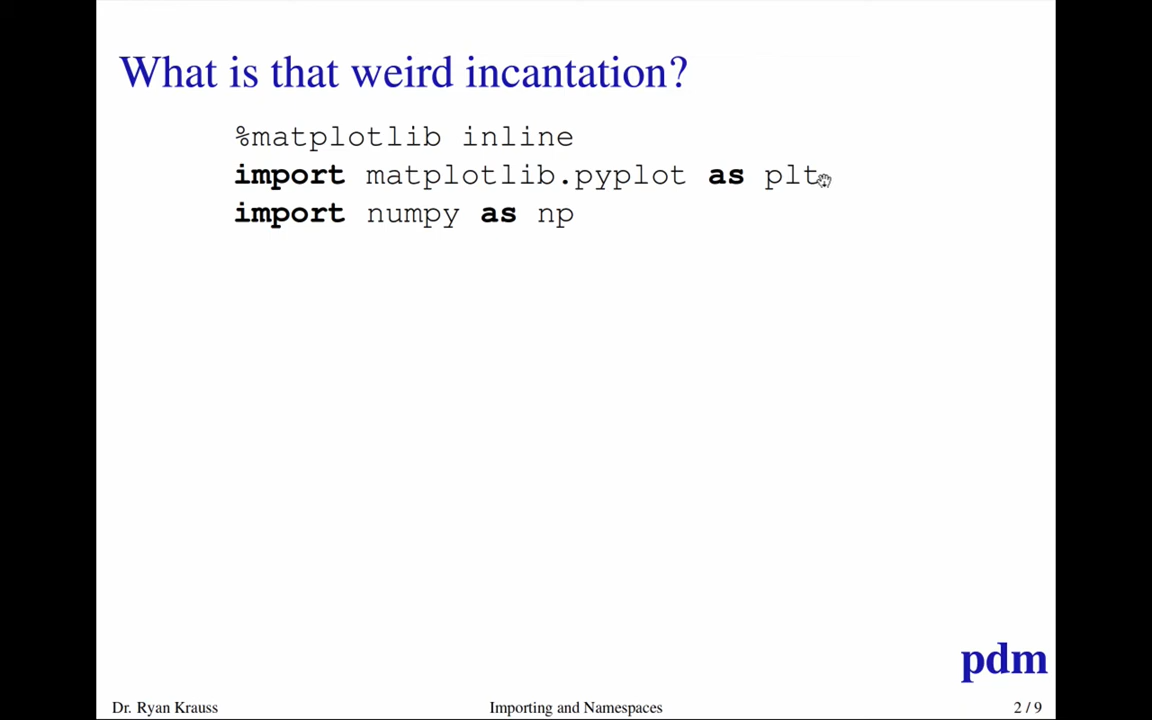 What is that weird incantation?
%matplotlib inline
import matplotlib.pyplot as plt
import numpy as np
pdm
Dr. Ryan Krauss Importing and Namespaces 2 / 9